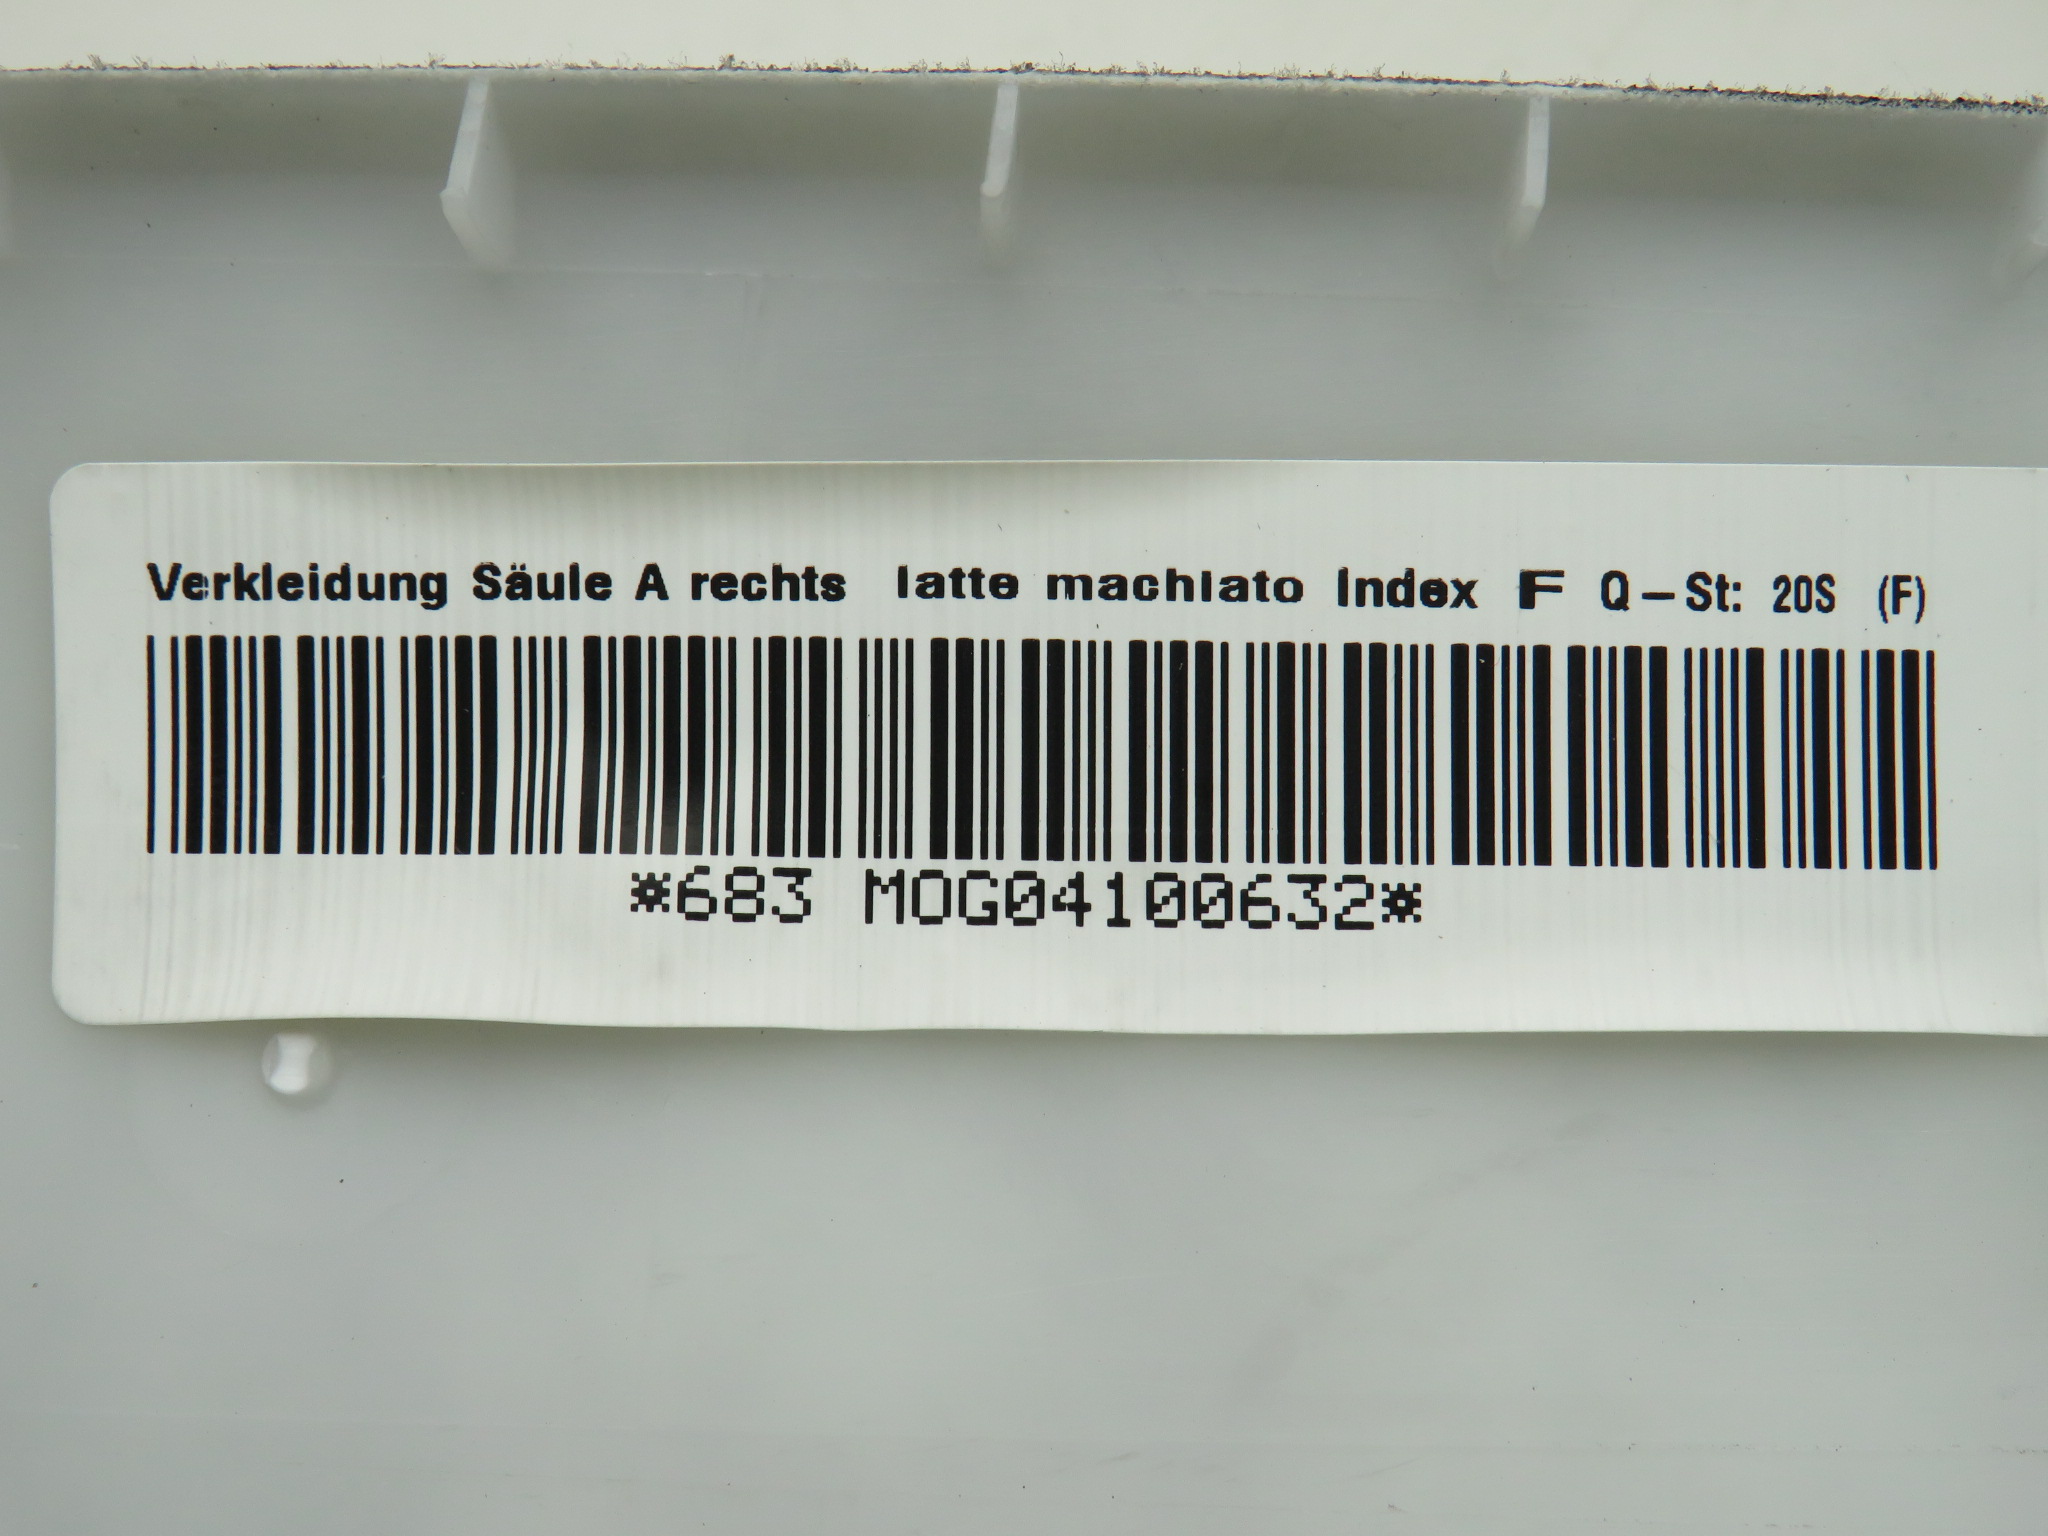 Verkleidung Säule A rechts latte machiato Index F Q-St: 20S (F)
*683 MOG04100632*